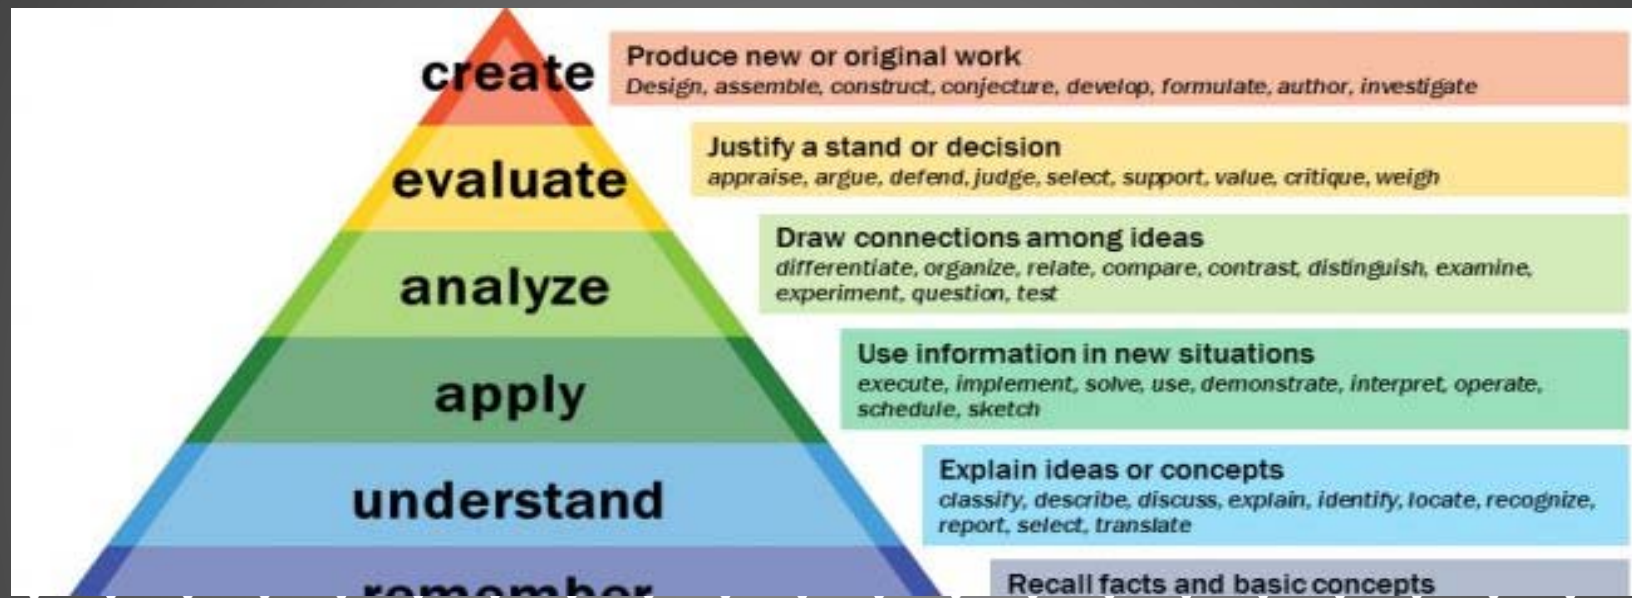 create
Produce new or original work
Design, assemble, construct, conjecture, develop, formulate, author, investigate
evaluate
Justify a stand or decision
appraise, argue, defend, judge, select, support, value, critique, weigh
analyze
Draw connections among ideas
differentiate, organize, relate, compare, contrast, distinguish, examine,
experiment, question, test
apply
Use information in new situations
execute, implement, solve, use, demonstrate, interpret, operate,
schedule, sketch
understand
Explain ideas or concepts
classify, describe, discuss, explain, identify, locate, recognize,
report, select, translate
remember
Recall facts and basic concepts